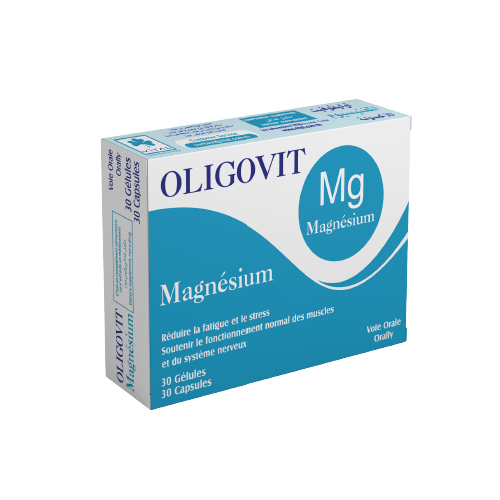 OLIGOVIT
Mg
Magnésium
Magnésium
Réduire la fatigue et le stress
Soutenir le fonctionnement normal des muscles
et du système nerveux
30 Gélules
30 Capsules
Voie Orale
Orally
OLIGOVIT
Magnésium
30 Gélules
30 Capsules
Voie Orale
Orally